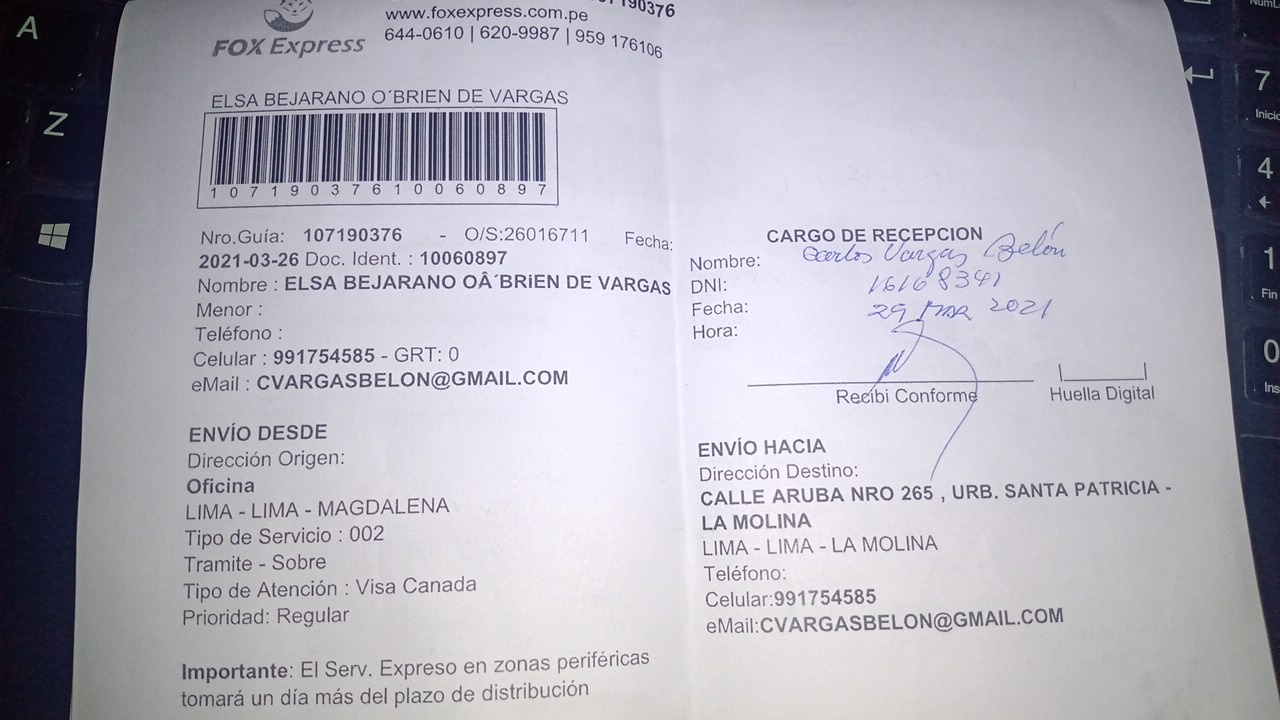 FOX Express
www.foxexpress.com.pe
644-0610 | 620-9987 | 959 176106
190376
ELSA BEJARANO O´BRIEN DE VARGAS
10719037610060897
Nro.Guía: 107190376 - O/S:26016711 Fecha:
2021-03-26 Doc. Ident. : 10060897
Nombre : ELSA BEJARANO OÂ´BRiEN DE VARGAS
Menor :
Teléfono :
Celular : 991754585 - GRT: 0
eMail : CVARGASBELON@GMAIL.COM
ENVÍO DESDE
Dirección Origen:
Oficina
LIMA - LIMA - MAGDALENA
Tipo de Servicio : 002
Tramite - Sobre
Tipo de Atención : Visa Canada
Prioridad: Regular
Importante: El Serv. Expreso en zonas periféricas
tomará un día más del plazo de distribución
CARGO DE RECEPCION
Nombre: Carlos Vargas Belón
DNI: 16168341
Fecha: 29 Mar 2021
Hora:
Recibi Conforme
Huella Digital
ENVÍO HACIA
Dirección Destino:
CALLE ARUBA NRO 265 , URB. SANTA PATRICIA -
LA MOLINA
LIMA - LIMA - LA MOLINA
Teléfono:
Celular:991754585
eMail:CVARGASBELON@GMAIL.COM
A
Z
7
Inicio
4
1
Fin
0
Ins